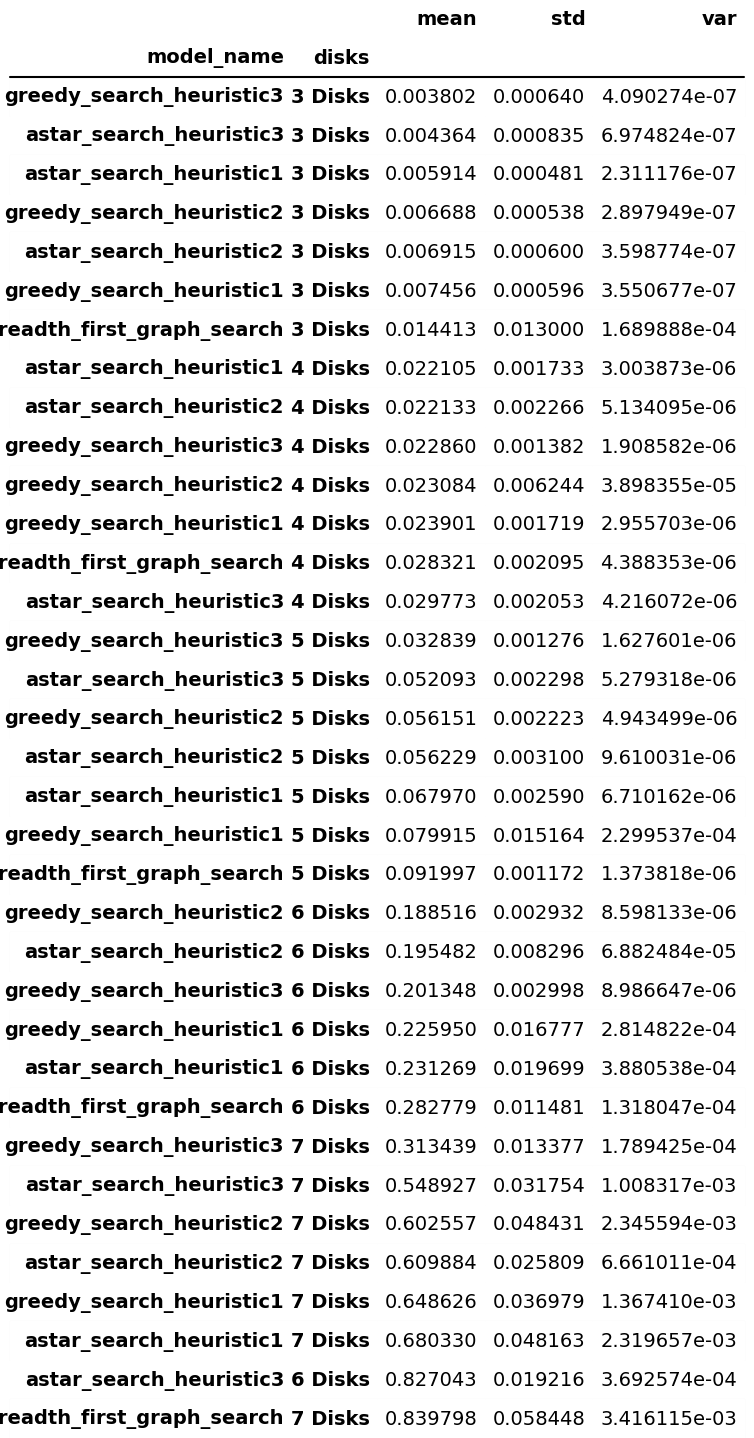 mean std var
model_name disks
greedy_search_heuristic3 3 Disks 0.003802 0.000640 4.090274e-07
astar_search_heuristic3 3 Disks 0.004364 0.000835 6.974824e-07
astar_search_heuristic1 3 Disks 0.005914 0.000481 2.311176e-07
greedy_search_heuristic2 3 Disks 0.006688 0.000538 2.897949e-07
astar_search_heuristic2 3 Disks 0.006915 0.000600 3.598774e-07
greedy_search_heuristic1 3 Disks 0.007456 0.000596 3.550677e-07
readth_first_graph_search 3 Disks 0.014413 0.013000 1.689888e-04
astar_search_heuristic1 4 Disks 0.022105 0.001733 3.003873e-06
astar_search_heuristic2 4 Disks 0.022133 0.002266 5.134095e-06
greedy_search_heuristic3 4 Disks 0.022860 0.001382 1.908582e-06
greedy_search_heuristic2 4 Disks 0.023084 0.006244 3.898355e-05
greedy_search_heuristic1 4 Disks 0.023901 0.001719 2.955703e-06
readth_first_graph_search 4 Disks 0.028321 0.002095 4.388353e-06
astar_search_heuristic3 4 Disks 0.029773 0.002053 4.216072e-06
greedy_search_heuristic3 5 Disks 0.032839 0.001276 1.627601e-06
astar_search_heuristic3 5 Disks 0.052093 0.002298 5.279318e-06
greedy_search_heuristic2 5 Disks 0.056151 0.002223 4.943499e-06
astar_search_heuristic2 5 Disks 0.056229 0.003100 9.610031e-06
astar_search_heuristic1 5 Disks 0.067970 0.002590 6.710162e-06
greedy_search_heuristic1 5 Disks 0.079915 0.015164 2.299537e-04
readth_first_graph_search 5 Disks 0.091997 0.001172 1.373818e-06
greedy_search_heuristic2 6 Disks 0.188516 0.002932 8.598133e-06
astar_search_heuristic2 6 Disks 0.195482 0.008296 6.882484e-05
greedy_search_heuristic3 6 Disks 0.201348 0.002998 8.986647e-06
greedy_search_heuristic1 6 Disks 0.225950 0.016777 2.814822e-04
astar_search_heuristic1 6 Disks 0.231269 0.019699 3.880538e-04
readth_first_graph_search 6 Disks 0.282779 0.011481 1.318047e-04
greedy_search_heuristic3 7 Disks 0.313439 0.013377 1.789425e-04
astar_search_heuristic3 7 Disks 0.548927 0.031754 1.008317e-03
greedy_search_heuristic2 7 Disks 0.602557 0.048431 2.345594e-03
astar_search_heuristic2 7 Disks 0.609884 0.025809 6.661011e-04
greedy_search_heuristic1 7 Disks 0.648626 0.036979 1.367410e-03
astar_search_heuristic1 7 Disks 0.680330 0.048163 2.319657e-03
astar_search_heuristic3 6 Disks 0.827043 0.019216 3.692574e-04
readth_first_graph_search 7 Disks 0.839798 0.058448 3.416115e-03